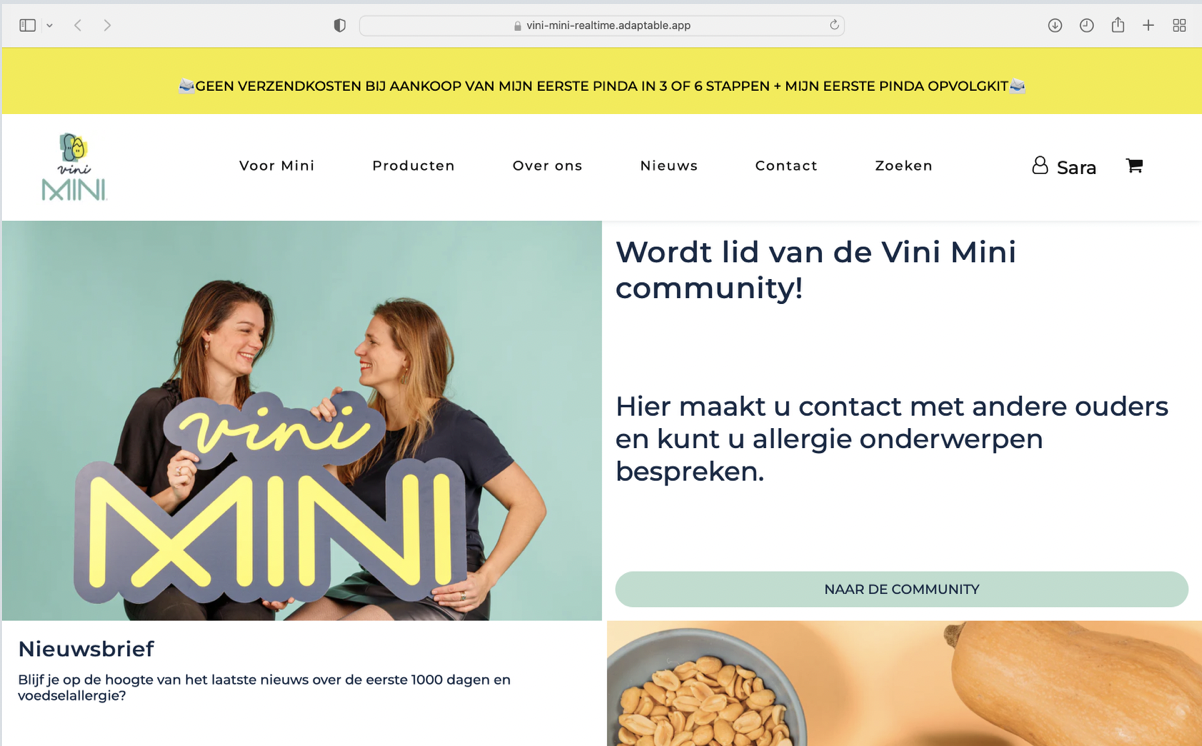 vini-mini-realtime.adaptable.app
GEEN VERZENDKOSTEN BIJ AANKOOP VAN MIJN EERSTE PINDA IN 3 OF 6 STAPPEN + MIJN EERSTE PINDA OPVOLGKIT
vini
MINI
Voor Mini
Producten
Over ons
Nieuws
Contact
Zoeken
Sara
vini
MINI
Wordt lid van de Vini Mini
community!
Hier maakt u contact met andere ouders
en kunt u allergie onderwerpen
bespreken.
NAAR DE COMMUNITY
Nieuwsbrief
Blijf je op de hoogte van het laatste nieuws over de eerste 1000 dagen en
voedselallergie?